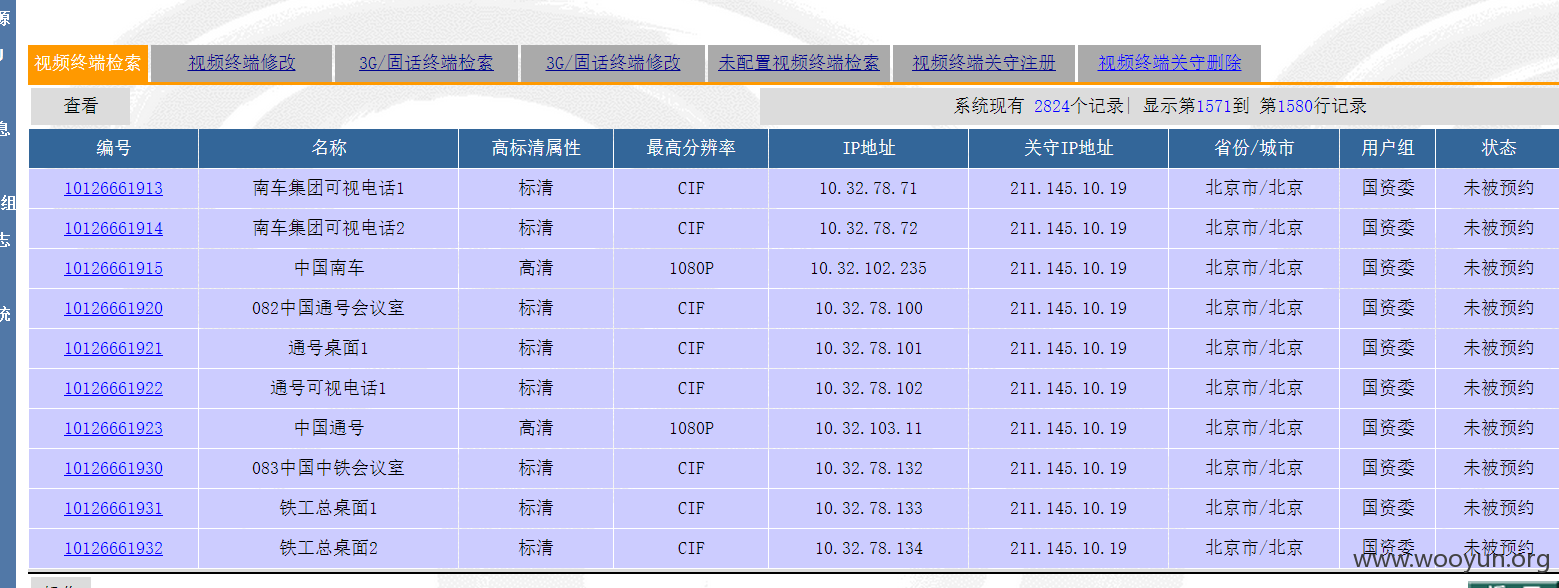 源
息
组
志
统
视频终端检索 视频终端修改 3G/固话终端检索 3G/固话终端修改 未配置视频终端检索 视频终端关守注册 视频终端关守删除
查看 系统现有 2824个记录| 显示第1571到 第1580行记录
编号 名称 高标清属性 最高分辨率 IP地址 关守IP地址 省份/城市 用户组 状态
10126661913 南车集团可视电话1 标清 CIF 10.32.78.71 211.145.10.19 北京市/北京 国资委 未被预约
10126661914 南车集团可视电话2 标清 CIF 10.32.78.72 211.145.10.19 北京市/北京 国资委 未被预约
10126661915 中国南车 高清 1080P 10.32.102.235 211.145.10.19 北京市/北京 国资委 未被预约
10126661920 082中国通号会议室 标清 CIF 10.32.78.100 211.145.10.19 北京市/北京 国资委 未被预约
10126661921 通号桌面1 标清 CIF 10.32.78.101 211.145.10.19 北京市/北京 国资委 未被预约
10126661922 通号可视电话1 标清 CIF 10.32.78.102 211.145.10.19 北京市/北京 国资委 未被预约
10126661923 中国通号 高清 1080P 10.32.103.11 211.145.10.19 北京市/北京 国资委 未被预约
10126661930 083中国中铁会议室 标清 CIF 10.32.78.132 211.145.10.19 北京市/北京 国资委 未被预约
10126661931 铁工总桌面1 标清 CIF 10.32.78.133 211.145.10.19 北京市/北京 国资委 未被预约
10126661932 铁工总桌面2 标清 CIF 10.32.78.134 211.145.10.19 北京市/北京 国资委 未被预约
www.wooyun.org